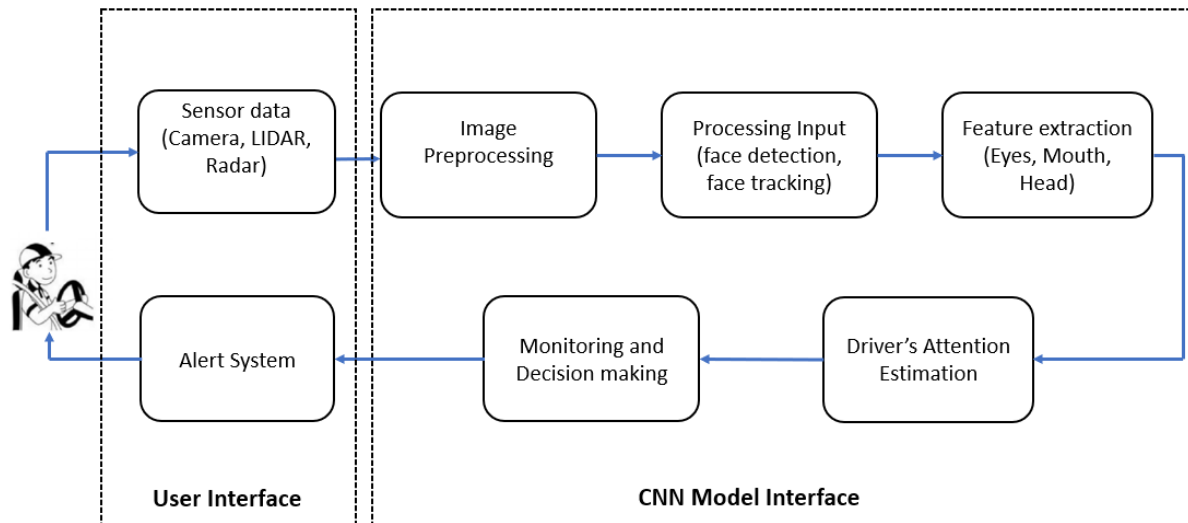 Sensor data
(Camera, LIDAR,
Radar)
Image
Preprocessing
Processing Input
(face detection,
face tracking)
Feature extraction
(Eyes, Mouth,
Head)
Alert System
Monitoring and
Decision making
Driver’s Attention
Estimation
User Interface
CNN Model Interface